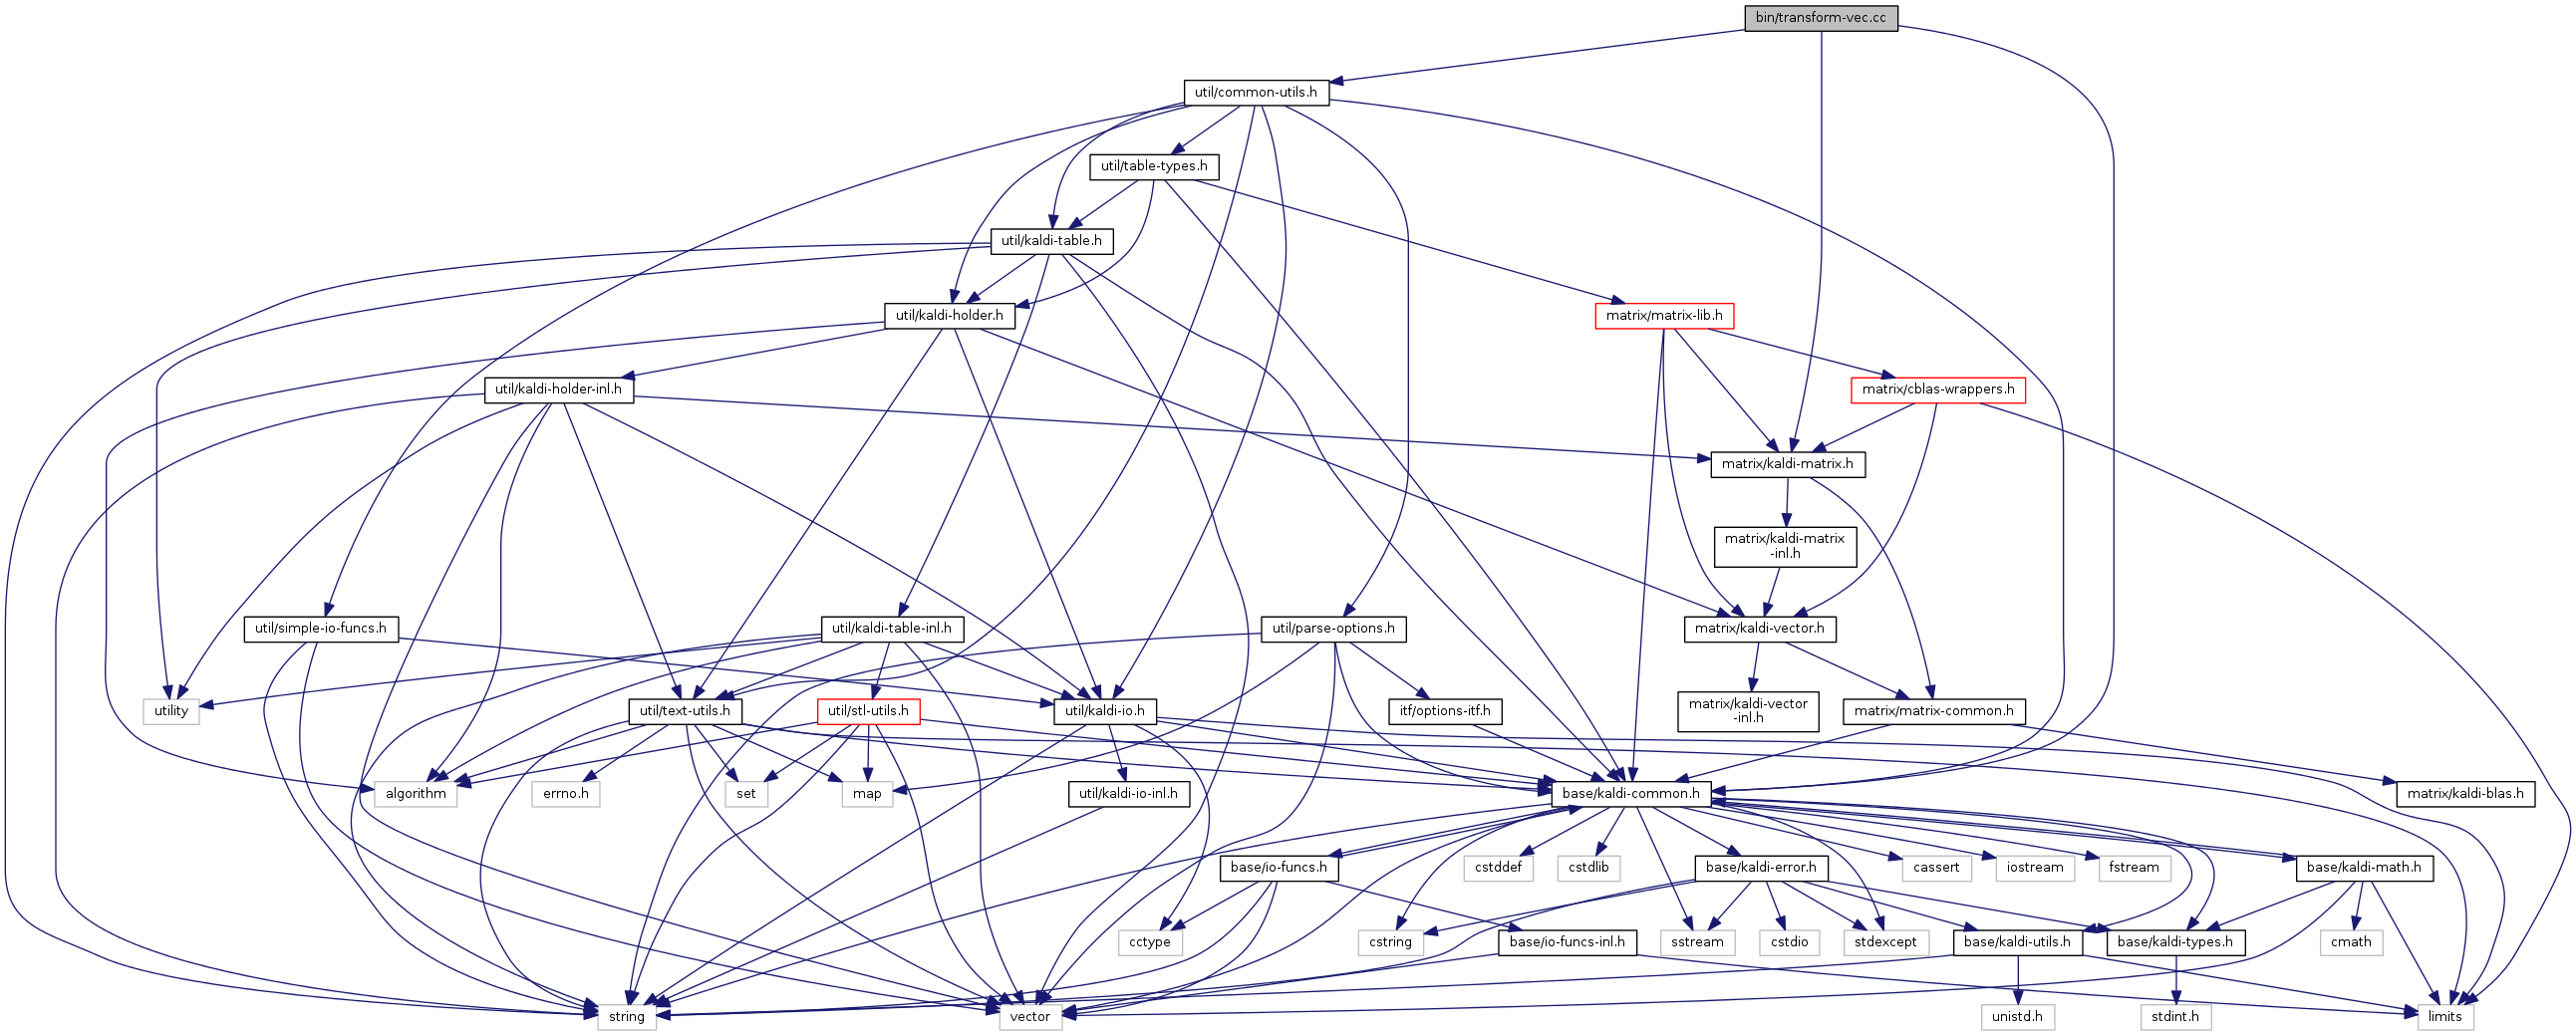 bin/transform-vec.cc
util/common-utils.h
util/table-types.h
util/kaldi-table.h
util/kaldi-holder.h
matrix/matrix-lib.h
util/kaldi-holder-inl.h
matrix/cblas-wrappers.h
matrix/kaldi-matrix.h
matrix/kaldi-matrix
-inl.h
util/simple-io-funcs.h
util/kaldi-table-inl.h
util/parse-options.h
matrix/kaldi-vector.h
utility
util/text-utils.h
util/stl-utils.h
util/kaldi-io.h
itf/options-itf.h
matrix/kaldi-vector
-inl.h
matrix/matrix-common.h
algorithm
errno.h
set
map
util/kaldi-io-inl.h
base/kaldi-common.h
matrix/kaldi-blas.h
base/io-funcs.h
cstddef
cstdlib
base/kaldi-error.h
cassert
iostream
fstream
base/kaldi-math.h
cctype
cstring
base/io-funcs-inl.h
sstream
cstdio
stdexcept
base/kaldi-utils.h
base/kaldi-types.h
cmath
string
vector
unistd.h
stdint.h
limits